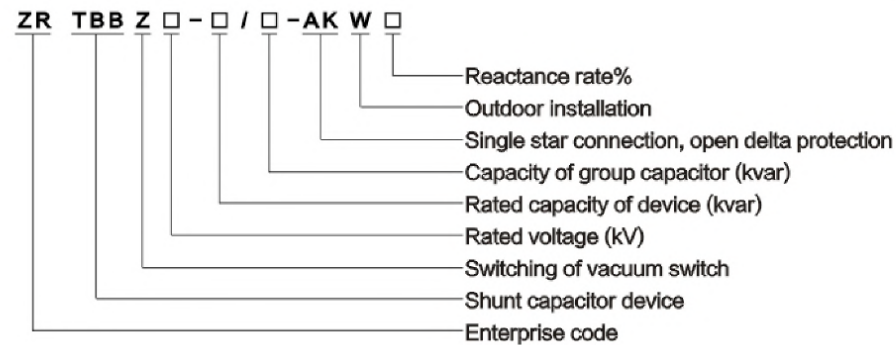 ZR TBB Z □ - □ / □ - AK W □
Reactance rate%
Outdoor installation
Single star connection, open delta protection
Capacity of group capacitor (kvar)
Rated capacity of device (kvar)
Rated voltage (kV)
Switching of vacuum switch
Shunt capacitor device
Enterprise code